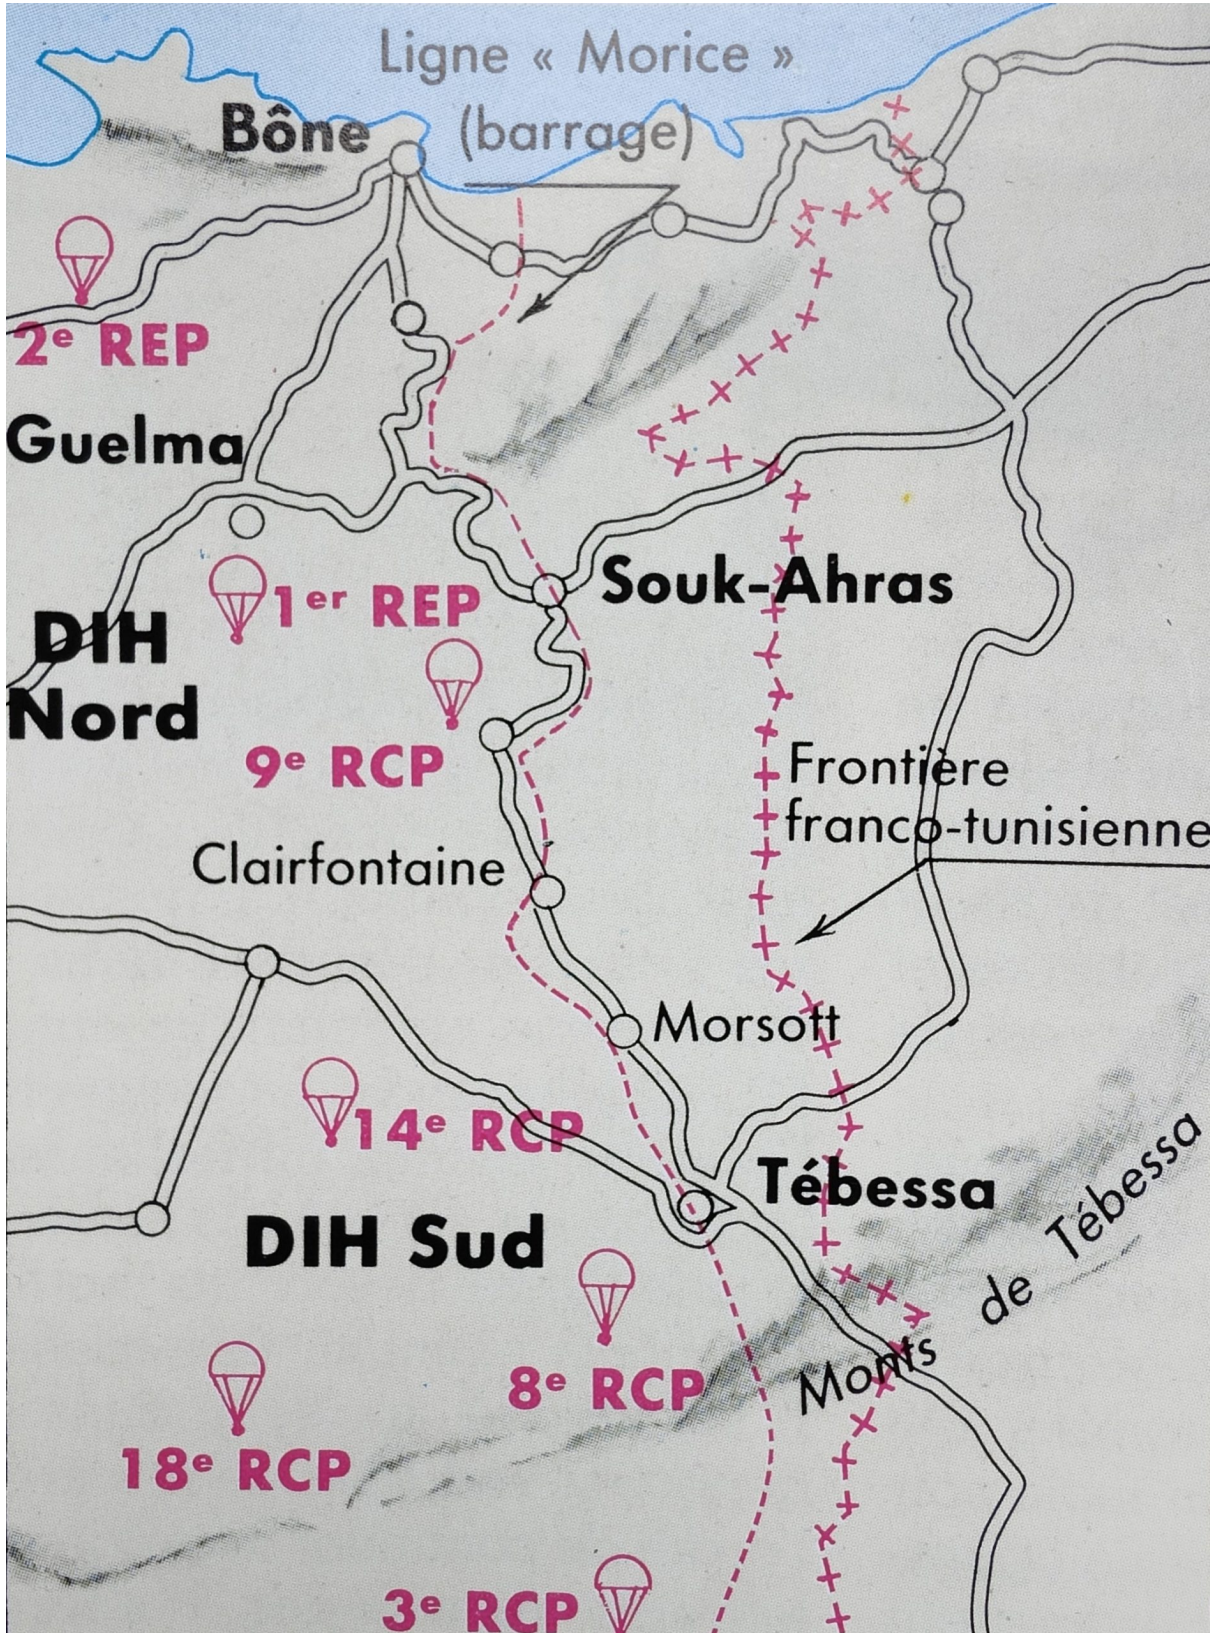 Ligne « Morice »
(barrage)
Bône
2e REP
Guelma
1er REP
Souk-Ahras
DIH
Nord
9e RCP
Frontière
franco-tunisienne
Clairfontaine
Morsott
14e RCP
Tébessa
DIH Sud
Monts de Tébessa
8e RCP
18e RCP
3e RCP